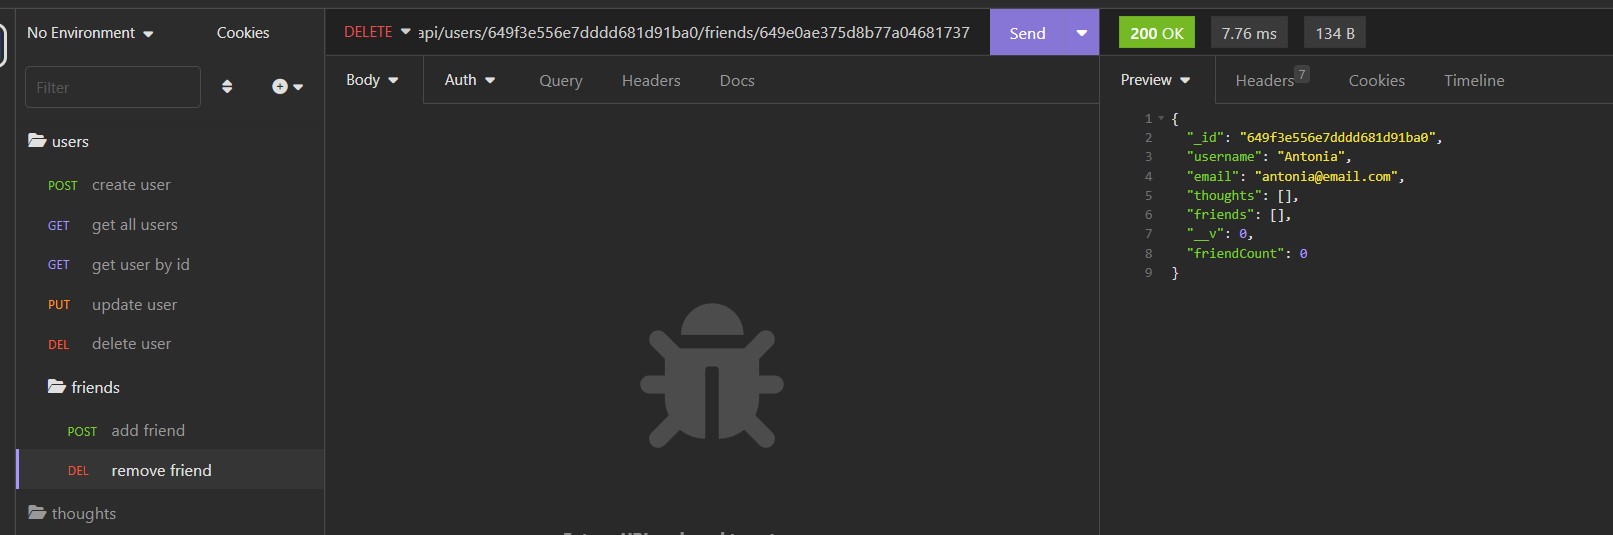 No Environment
Cookies
Filter
users
POST create user
GET get all users
GET get user by id
PUT update user
DEL delete user
friends
POST add friend
DEL remove friend
thoughts
DELETE api/users/649f3e556e7dddd681d91ba0/friends/649e0ae375d8b77a04681737 Send
Body Auth Query Headers Docs
200 OK 7.76 ms 134 B
Preview Headers 7 Cookies Timeline
1 {
2 "_id": "649f3e556e7dddd681d91ba0",
3 "username": "Antonia",
4 "email": "antonia@email.com",
5 "thoughts": [],
6 "friends": [],
7 "__v": 0,
8 "friendCount": 0
9 }